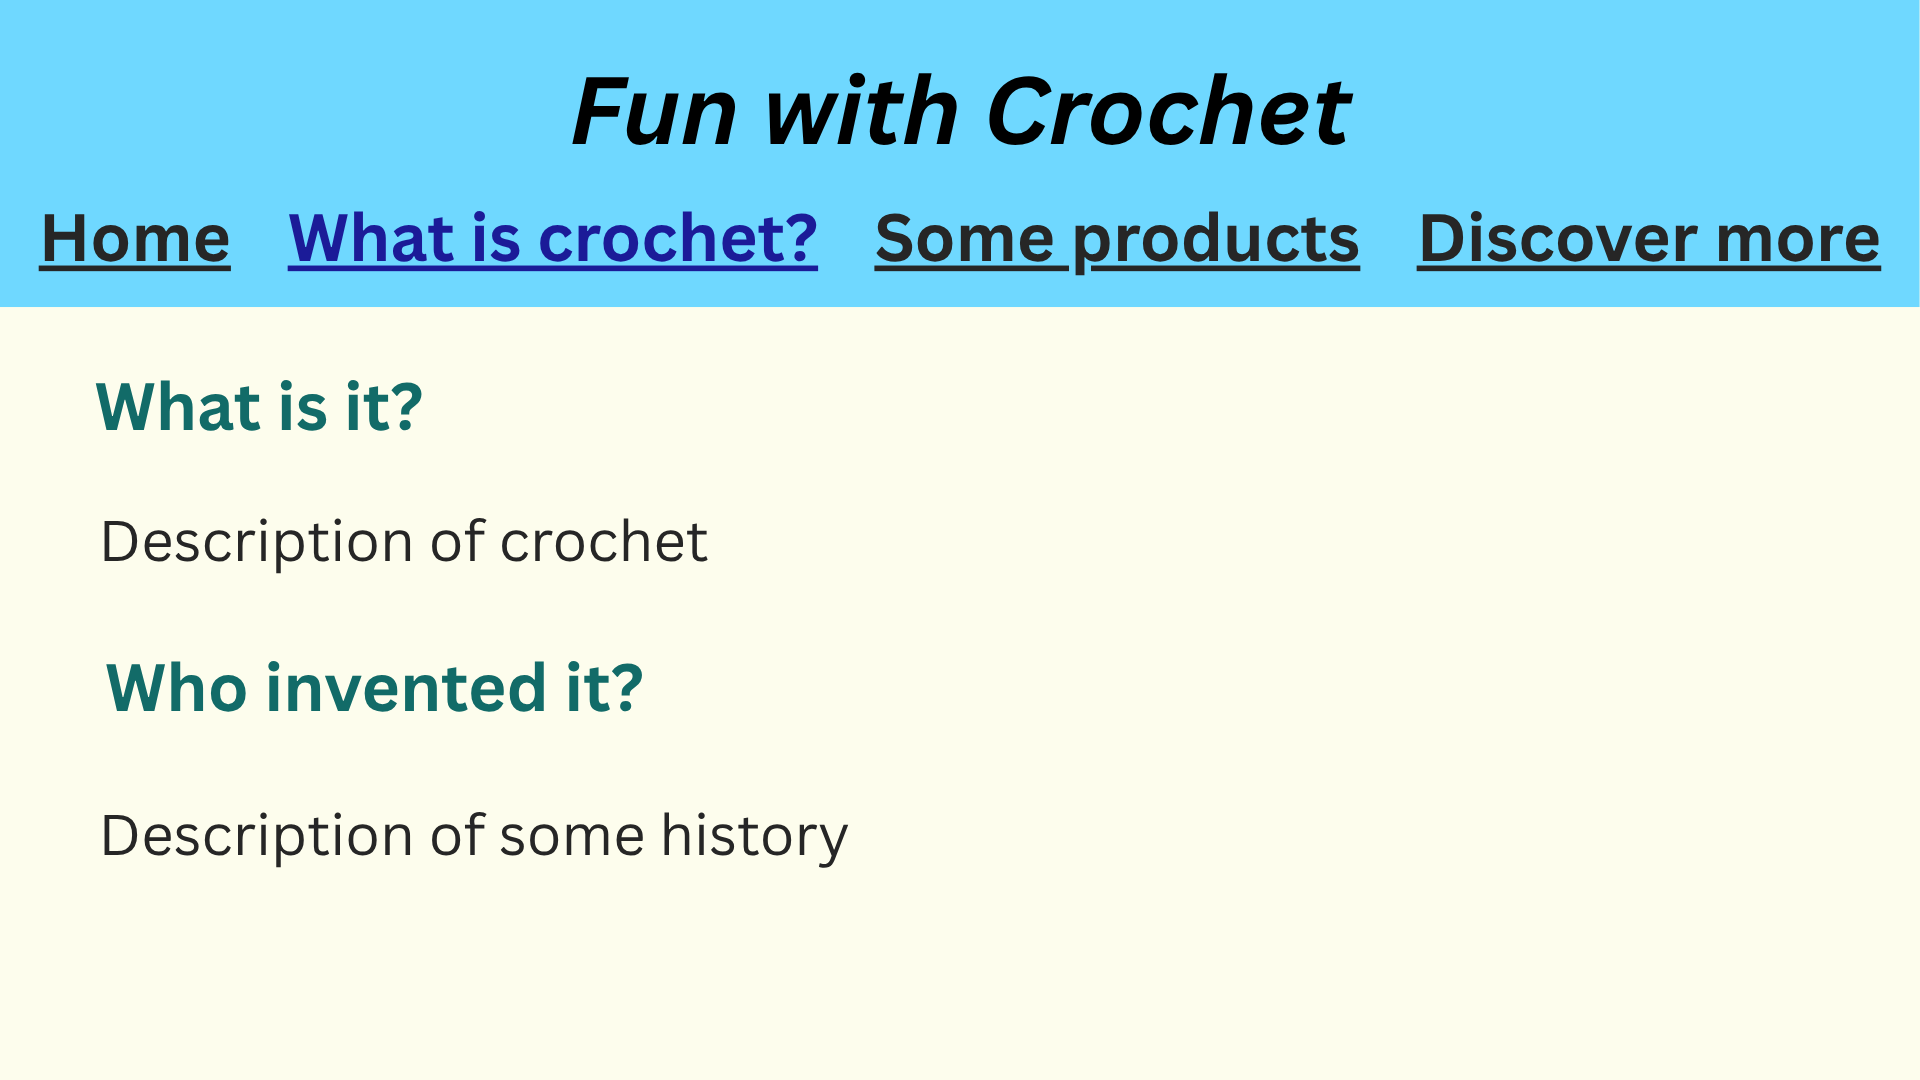 Fun with Crochet
Home What is crochet? Some products Discover more
What is it?
Description of crochet
Who invented it?
Description of some history